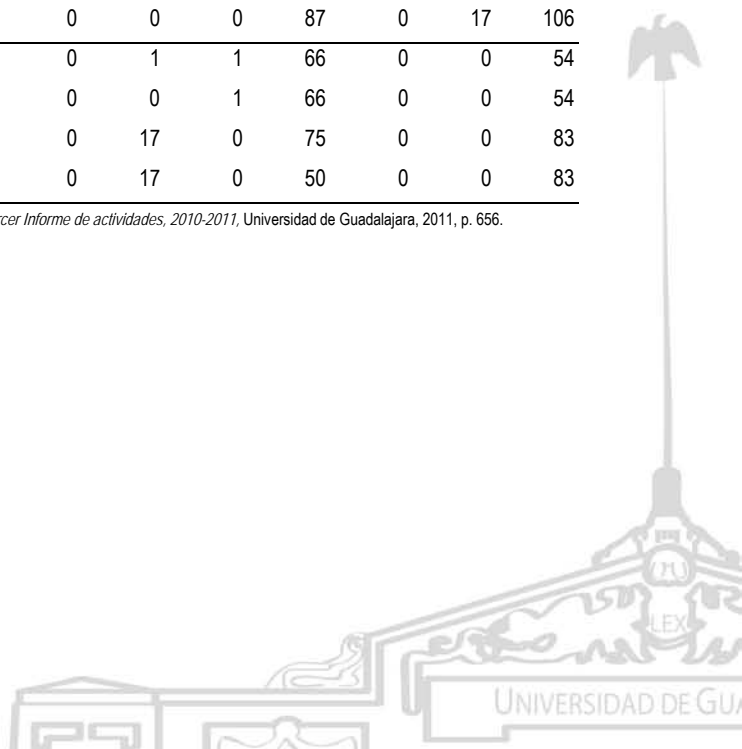 0 0 0 87 0 17 106
0 1 1 66 0 0 54
0 0 1 66 0 0 54
0 17 0 75 0 0 83
0 17 0 50 0 0 83
cer Informe de actividades, 2010-2011, Universidad de Guadalajara, 2011, p. 656.
LEX
UNIVERSIDAD DE GUA